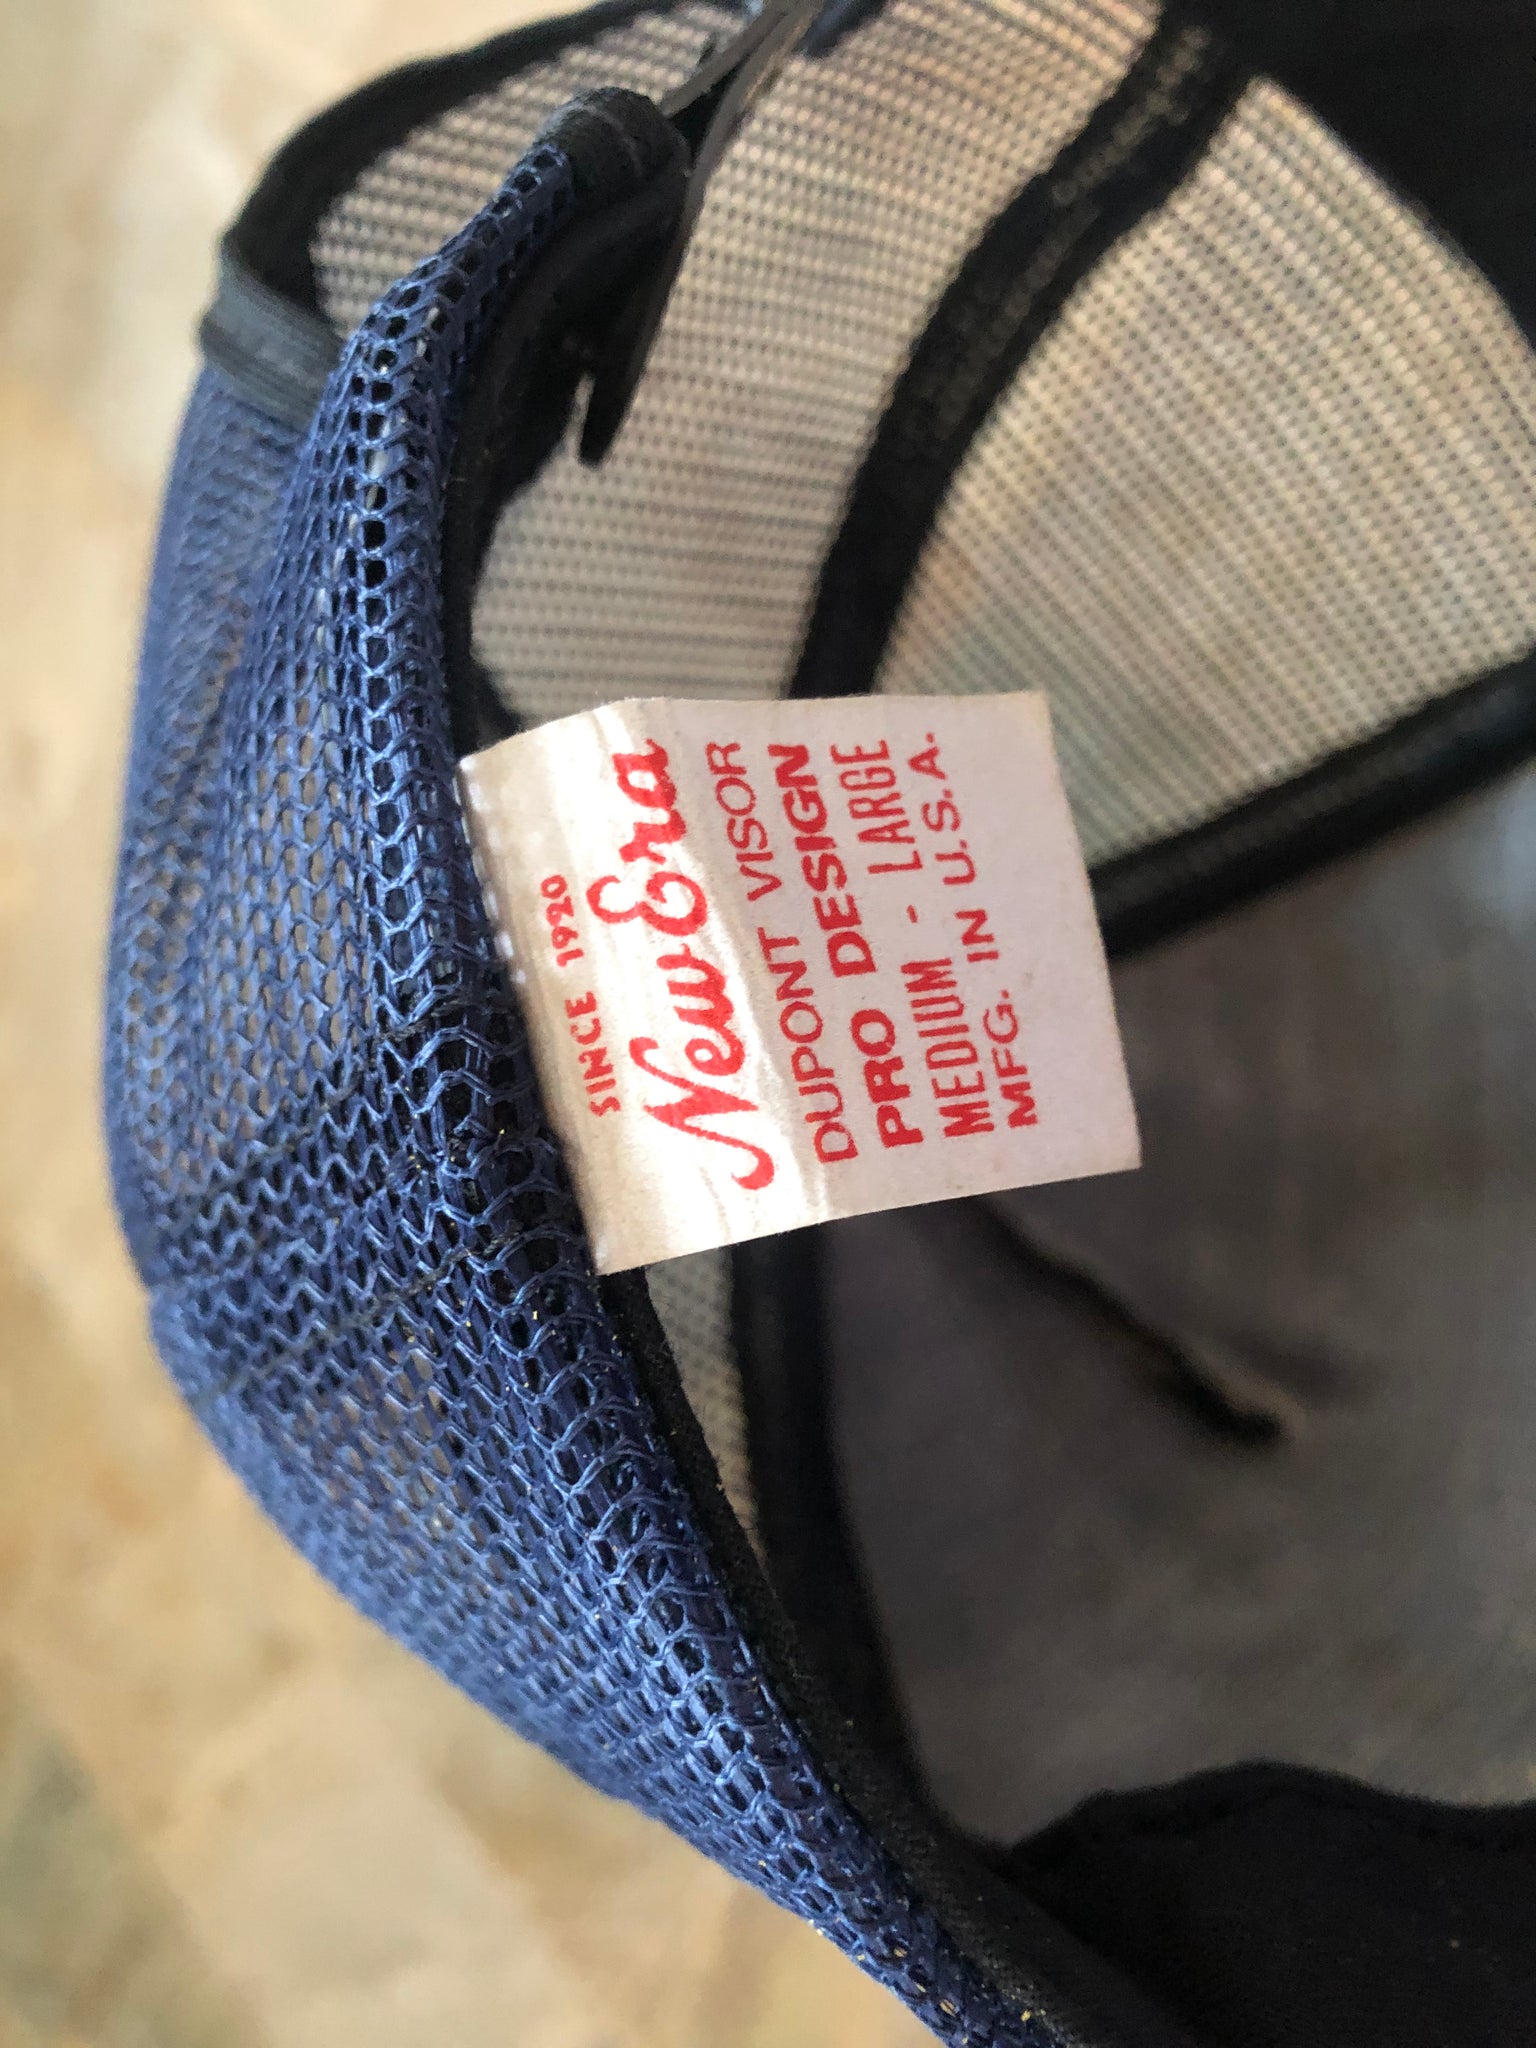 SINCE 1920
New Era
DUPONT VISOR
PRO DESIGN
MEDIUM - LARGE
MFG. IN U.S.A.